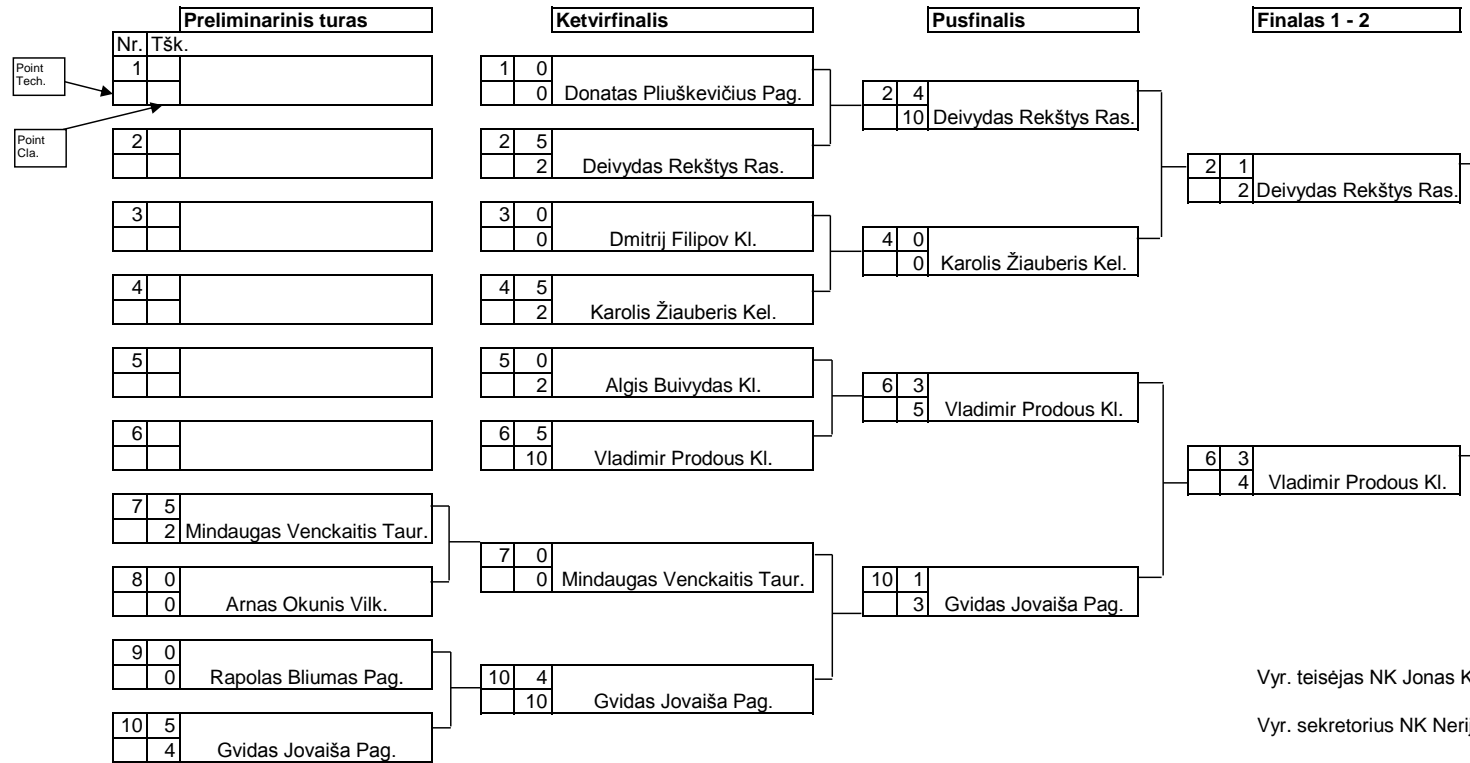 Preliminarinis turas Ketvirfinalis Pusfinalis Finalas 1 - 2
Nr. Tšk.
Point
Tech.
Point
Cla.
1
2
3
4
5
6
7 5
2 Mindaugas Venckaitis Taur.
8 0
0 Arnas Okunis Vilk.
9 0
0 Rapolas Bliumas Pag.
10 5
4 Gvidas Jovaiša Pag.
1 0
0 Donatas Pliuškevičius Pag.
2 5
2 Deivydas Rekštys Ras.
3 0
0 Dmitrij Filipov Kl.
4 5
2 Karolis Žiauberis Kel.
5 0
2 Algis Buivydas Kl.
6 5
10 Vladimir Prodous Kl.
7 0
0 Mindaugas Venckaitis Taur.
10 4
10 Gvidas Jovaiša Pag.
2 4
10 Deivydas Rekštys Ras.
4 0
0 Karolis Žiauberis Kel.
6 3
5 Vladimir Prodous Kl.
10 1
3 Gvidas Jovaiša Pag.
2 1
2 Deivydas Rekštys Ras.
6 3
4 Vladimir Prodous Kl.
Vyr. teisėjas NK Jonas K
Vyr. sekretorius NK Nerij